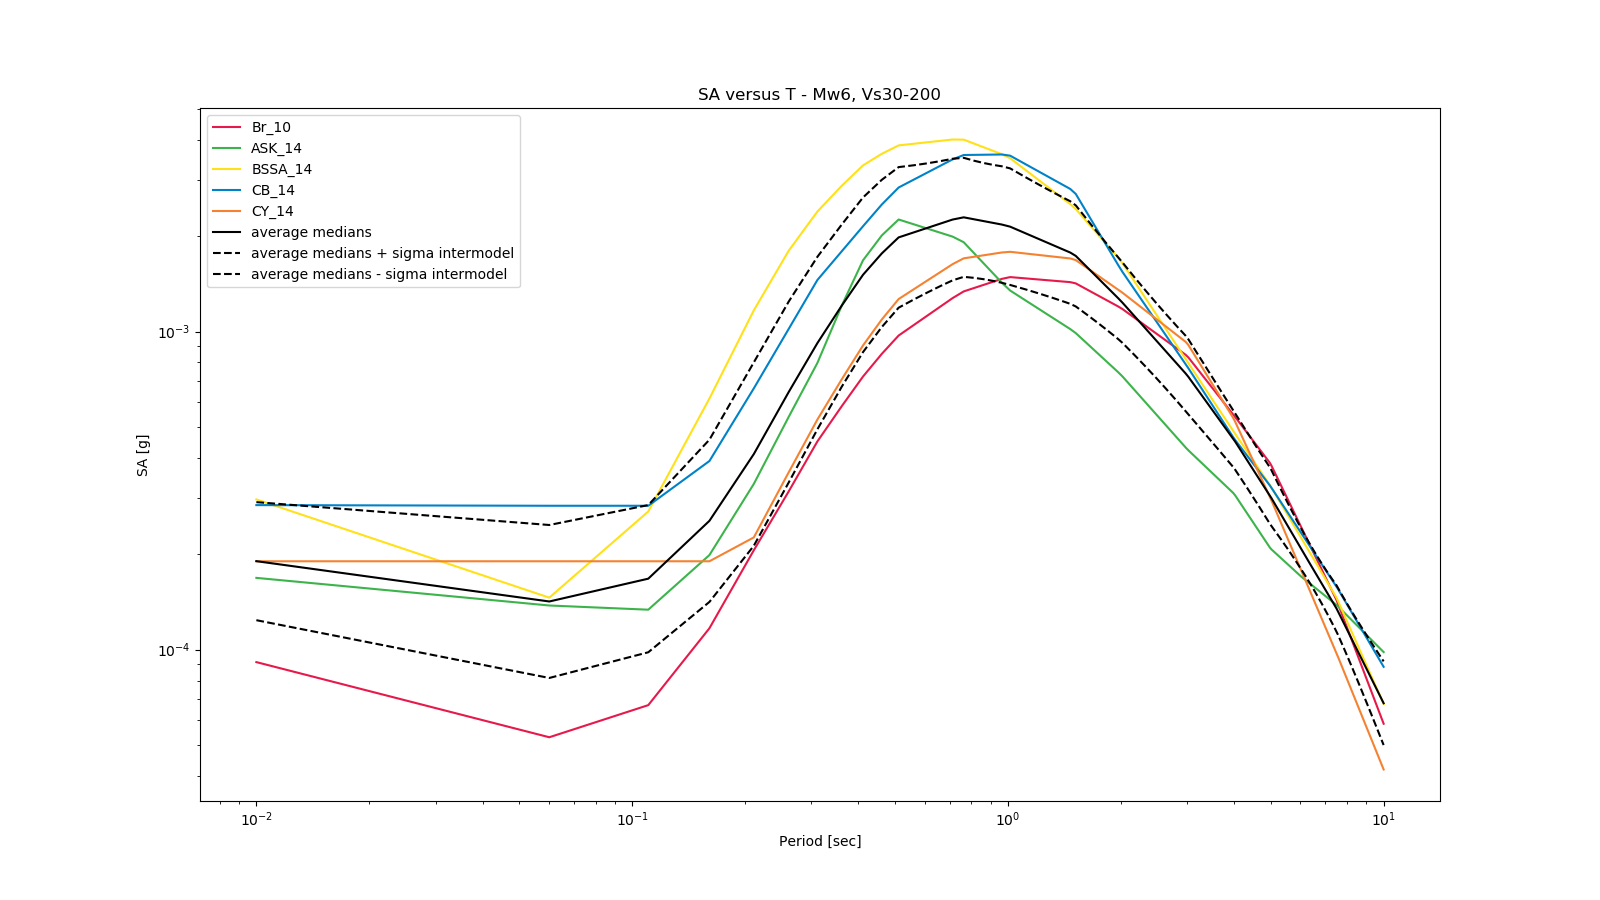 SA versus T - Mw6, Vs30-200
Br_10
ASK_14
BSSA_14
CB_14
CY_14
average medians
average medians + sigma intermodel
average medians - sigma intermodel
SA [g]
10⁻³
10⁻⁴
10⁻²
10⁻¹
10⁰
10¹
Period [sec]